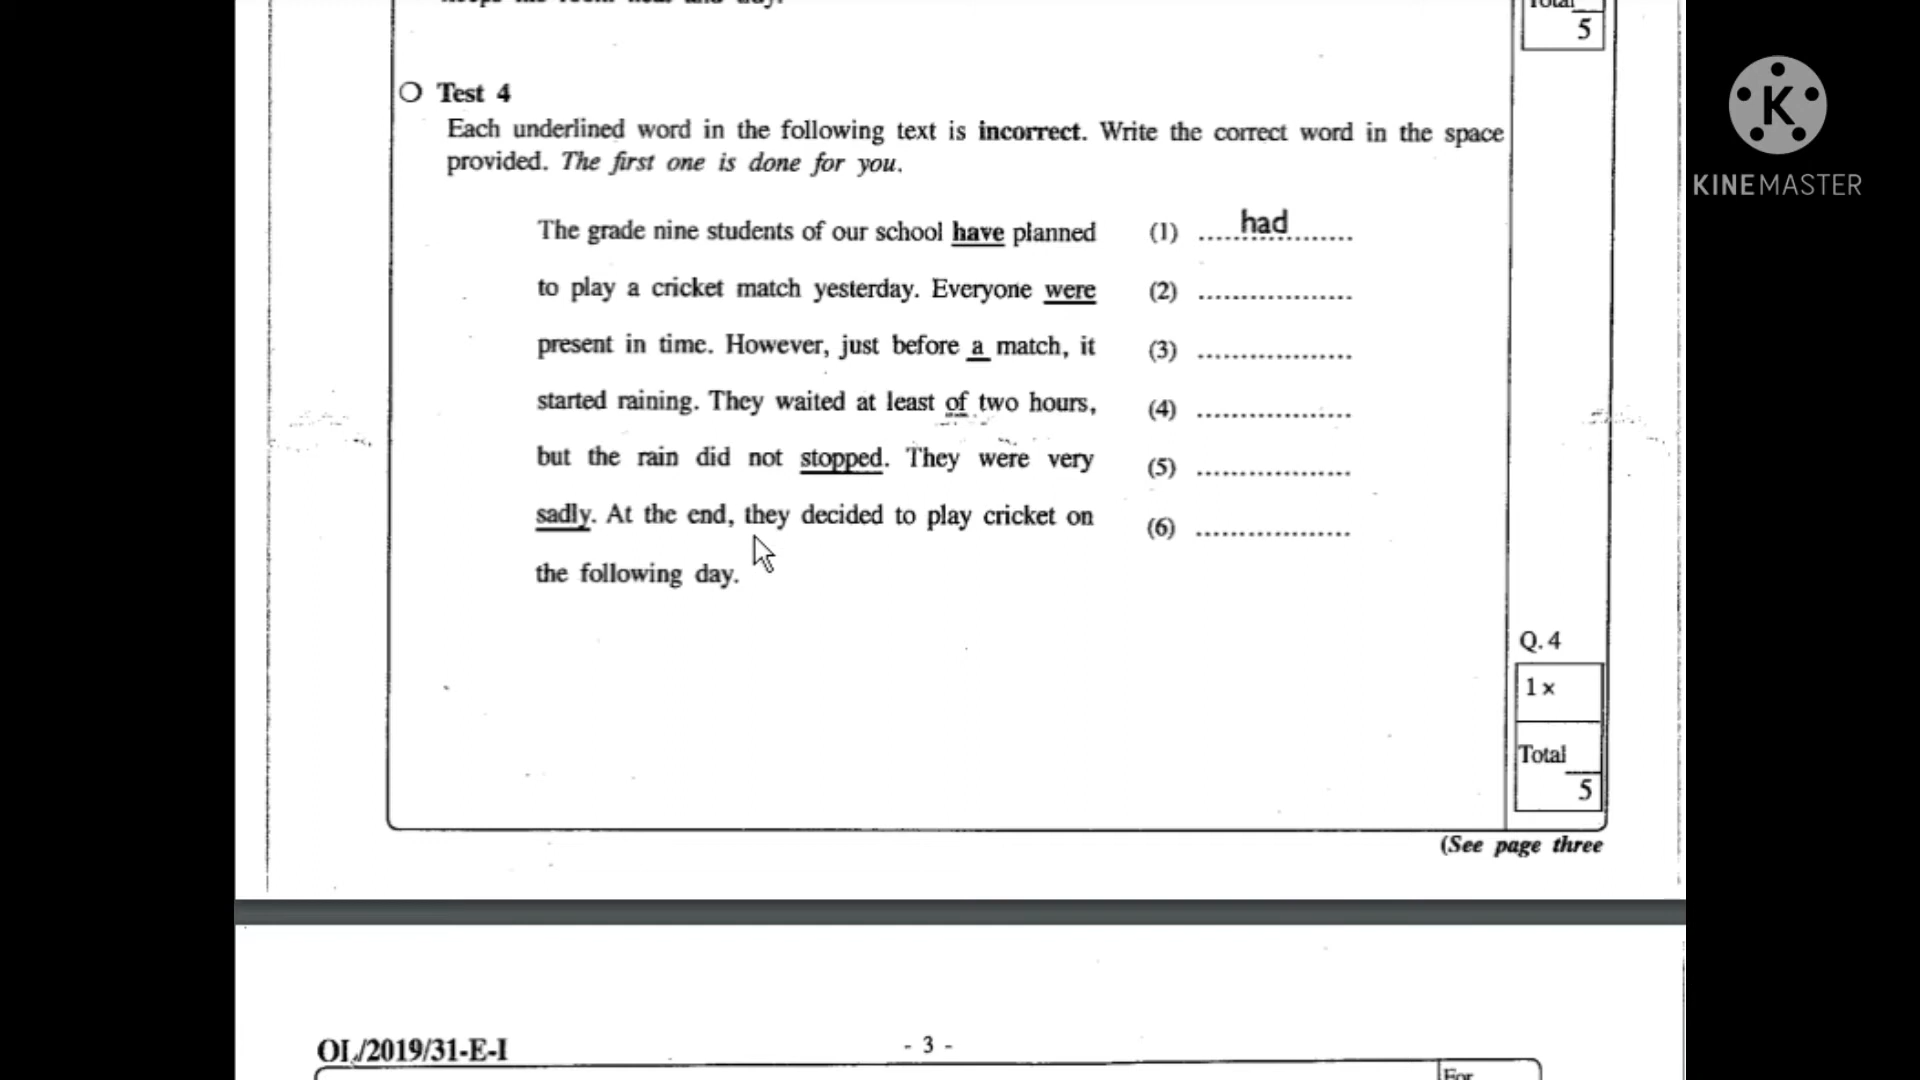 Total
5
Test 4
Each underlined word in the following text is incorrect. Write the correct word in the space
provided. The first one is done for you.
The grade nine students of our school have planned (1) ....had........
to play a cricket match yesterday. Everyone were (2) ..................
present in time. However, just before a match, it (3) ..................
started raining. They waited at least of two hours, (4) ..................
but the rain did not stopped. They were very (5) ..................
sadly. At the end, they decided to play cricket on (6) ..................
the following day.
Q. 4
1 x
Total
5
(See page three
OL/2019/31-E-I
- 3 -
For
K
KINEMASTER